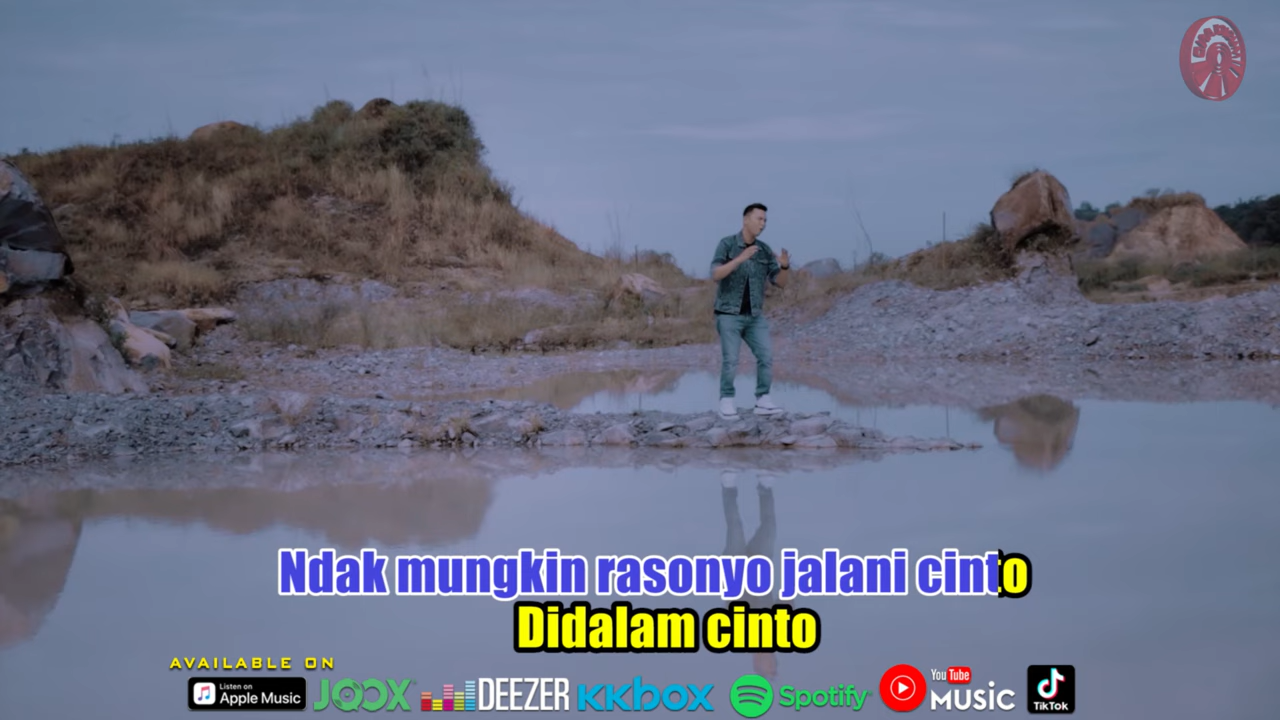 Ndak mungkin rasonyo jalani cinto
Didalam cinto
AVAILABLE ON
Listen on
Apple Music
JOOX
DEEZER
KKBOX
Spotify
YouTube
MUSIC
TikTok